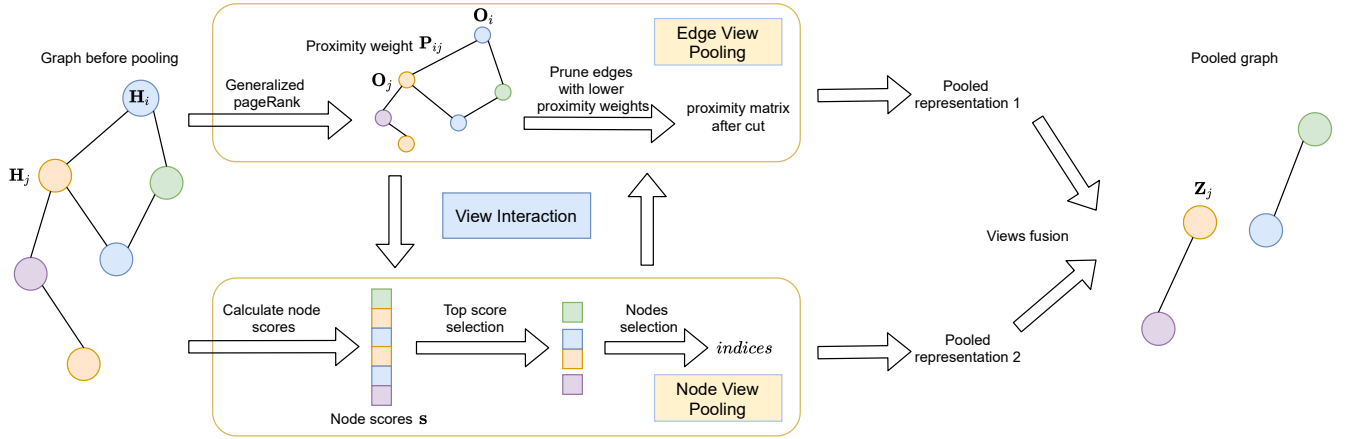 Graph before pooling
H_i
H_j
Generalized
pageRank
Proximity weight P_ij
O_i
O_j
Prune edges
with lower
proximity weights
proximity matrix
after cut
Edge View
Pooling
View Interaction
Calculate node
scores
Node scores s
Top score
selection
Nodes
selection
indices
Node View
Pooling
Pooled
representation 1
Pooled
representation 2
Views fusion
Pooled graph
Z_j